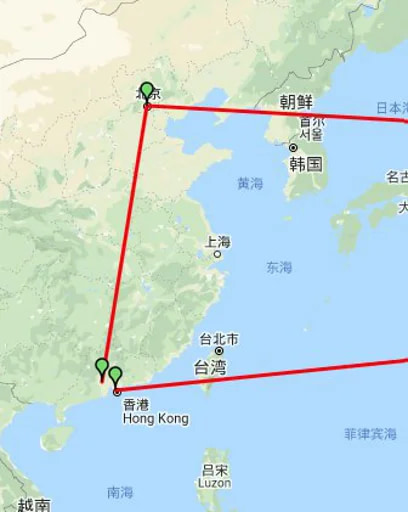 北京
朝鲜
日本海
首尔
서울
韩国
名古
黄海
大
上海
东海
台北市
台湾
香港
Hong Kong
菲律宾海
吕宋
Luzon
南海
越南